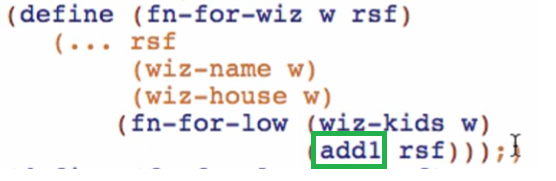 (define (fn-for-wiz w rsf)
(... rsf
(wiz-name w)
(wiz-house w)
(fn-for-low (wiz-kids w)
(add1 rsf)));;